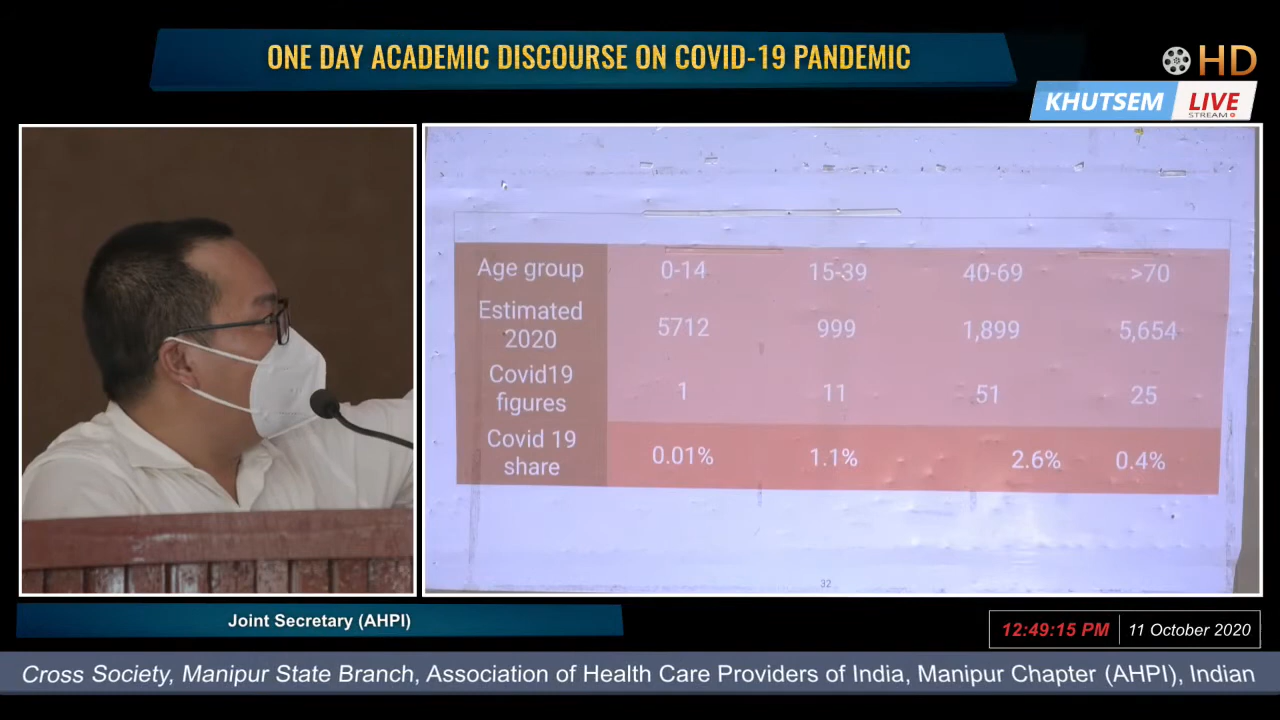 ONE DAY ACADEMIC DISCOURSE ON COVID-19 PANDEMIC
HD
KHUTSEM LIVE
STREAM
Age group 0-14 15-39 40-69 >70
Estimated
2020 5712 999 1,899 5,654
Covid19
figures 1 11 51 25
Covid 19
share 0.01% 1.1% 2.6% 0.4%
32
Joint Secretary (AHPI)
12:49:15 PM 11 October 2020
Cross Society, Manipur State Branch, Association of Health Care Providers of India, Manipur Chapter (AHPI), Indian